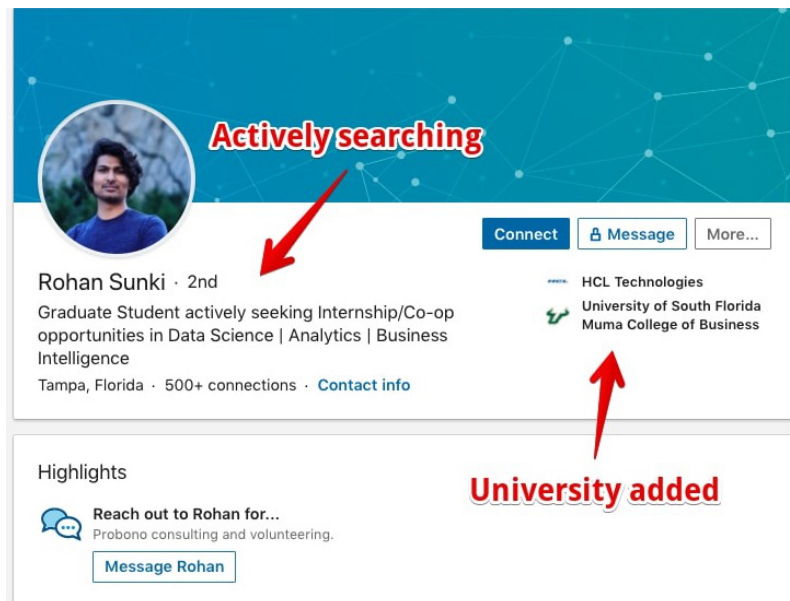 Actively searching
Connect
Message
More...
Rohan Sunki · 2nd
Graduate Student actively seeking Internship/Co-op
opportunities in Data Science | Analytics | Business
Intelligence
Tampa, Florida · 500+ connections · Contact info
HCL Technologies
University of South Florida
Muma College of Business
University added
Highlights
Reach out to Rohan for...
Probono consulting and volunteering.
Message Rohan